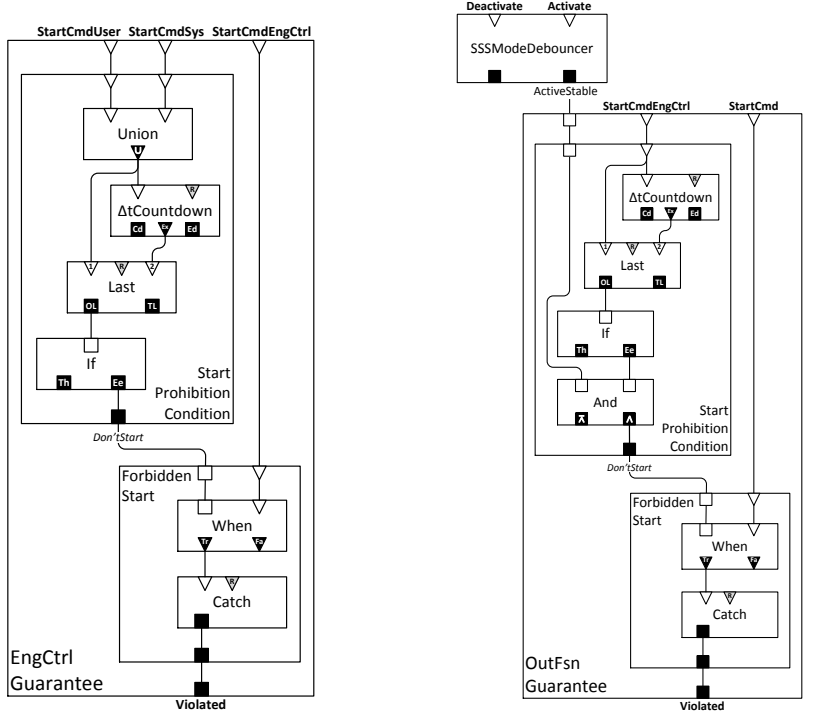 StartCmdUser StartCmdSys StartCmdEngCtrl
Union
U
R
ΔtCountdown
Cd Ex Ed
1 R 2
Last
OL TL
If
Th Ee
Start
Prohibition
Condition
Don'tStart
Forbidden
Start
When
Tr Fa
R
Catch
EngCtrl
Guarantee
Violated
Deactivate Activate
SSSModeDebouncer
ActiveStable
StartCmdEngCtrl StartCmd
R
ΔtCountdown
Cd Ex Ed
1 R 2
Last
OL TL
If
Th Ee
And
⊼ ∧
Start
Prohibition
Condition
Don'tStart
Forbidden
Start
When
Tr Fa
R
Catch
OutFsn
Guarantee
Violated